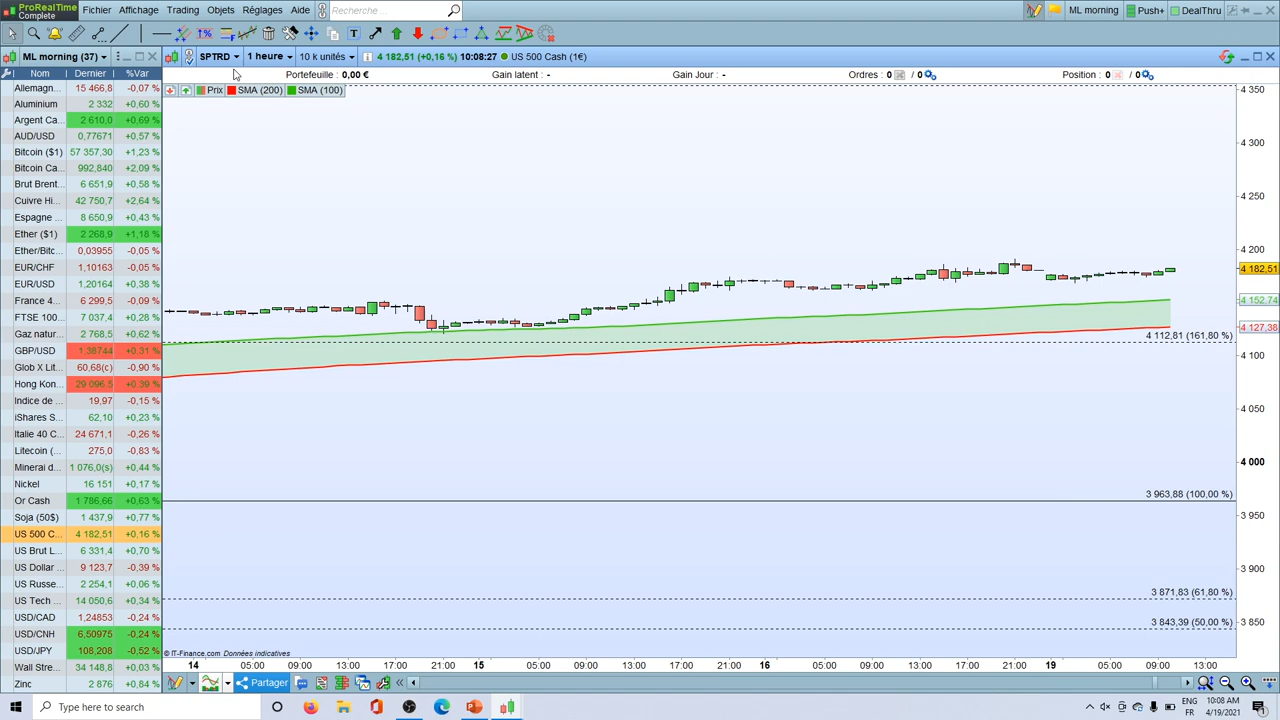 ProRealTime
Complete
Fichier Affichage Trading Objets Réglages Aide Recherche ... ML morning Push+ DealThru
ML morning (37) SPTRD 1 heure 10 k unités 4 182,51 (+0,16 %) 10:08:27 US 500 Cash (1€)
Nom Dernier %Var
Portefeuille : 0,00 € Gain latent : - Gain Jour : - Ordres : 0 / 0 Position : 0 / 0
Prix SMA (200) SMA (100)
Allemagn... 15 466,8 -0,07 %
Aluminium 2 332 +0,60 %
Argent Ca... 2 610,0 +0,69 %
AUD/USD 0,77671 +0,57 %
Bitcoin ($1) 57 357,30 +1,23 %
Bitcoin Ca... 992,840 +2,09 %
Brut Brent... 6 651,9 +0,58 %
Cuivre Hi... 42 750,7 +2,64 %
Espagne ... 8 650,9 +0,43 %
Ether ($1) 2 268,9 +1,18 %
Ether/Bitc... 0,03955 -0,05 %
EUR/CHF 1,10163 -0,05 %
EUR/USD 1,20164 +0,38 %
France 4... 6 299,5 -0,09 %
FTSE 100... 7 037,4 +0,28 %
Gaz natur... 2 768,5 +0,62 %
GBP/USD 1,38744 +0,31 %
Glob X Lit... 60,68(c) -0,90 %
Hong Kon... 29 096,5 +0,39 %
Indice de ... 19,97 -0,15 %
iShares S... 62,10 +0,23 %
Italie 40 C... 24 671,1 -0,26 %
Litecoin (... 275,0 -0,83 %
Minerai d... 1 076,0(s) +0,44 %
Nickel 16 151 +0,17 %
Or Cash 1 786,66 +0,63 %
Soja (50$) 1 437,9 +0,77 %
US 500 C... 4 182,51 +0,16 %
US Brut L... 6 331,4 +0,70 %
US Dollar ... 9 123,7 -0,39 %
US Russe... 2 254,1 +0,06 %
US Tech ... 14 050,6 +0,34 %
USD/CAD 1,24853 -0,24 %
USD/CNH 6,50975 -0,24 %
USD/JPY 108,208 -0,52 %
Wall Stre... 34 148,8 +0,03 %
Zinc 2 876 +0,84 %
4 350
4 300
4 250
4 200
4 182,51
4 152,74
4 127,38
4 112,81 (161,80 %)
4 100
4 050
4 000
3 963,88 (100,00 %)
3 950
3 900
3 871,83 (61,80 %)
3 850
3 843,39 (50,00 %)
© IT-Finance.com Données indicatives
14 05:00 09:00 13:00 17:00 21:00 15 05:00 09:00 13:00 17:00 21:00 16 05:00 09:00 17:00 21:00 19 05:00 09:00 13:00
Partager
Type here to search
ENG 10:08 AM
FR 4/19/2021